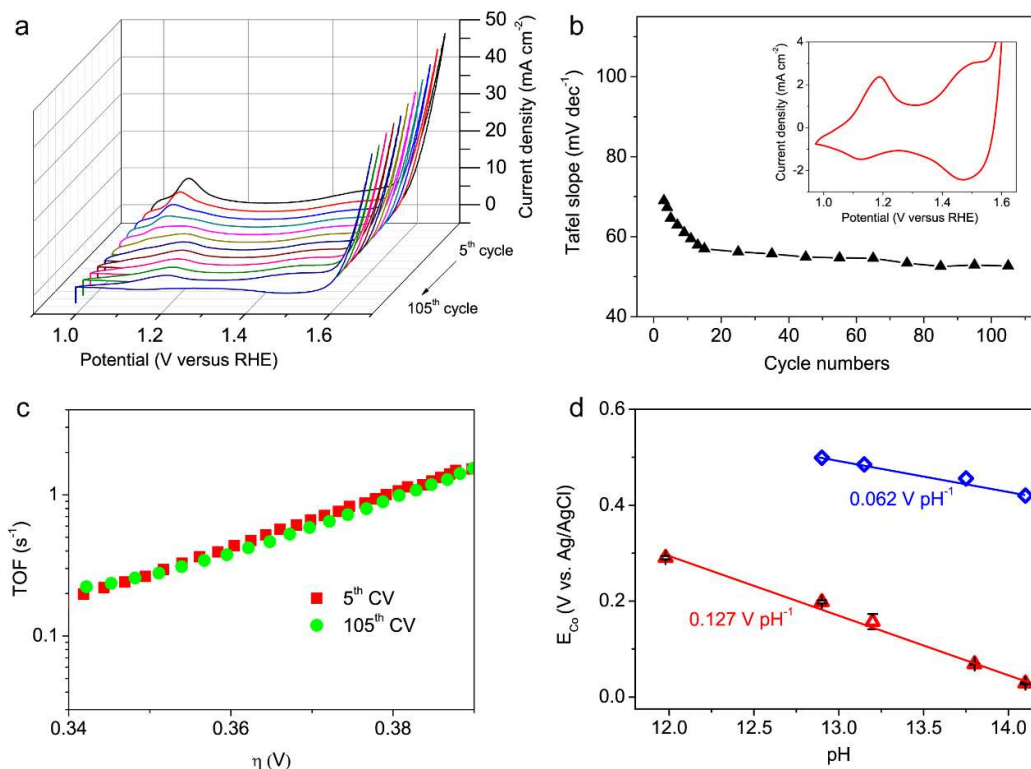 a
50
40
30
20
10
0
Current density (mA cm⁻²)
5th cycle
105th cycle
1.0
1.2
1.4
1.6
Potential (V versus RHE)
b
Tafel slope (mV dec⁻¹)
100
80
60
40
0
20
40
60
80
100
Cycle numbers
Current density (mA cm⁻²)
4
2
0
-2
1.0
1.2
1.4
1.6
Potential (V versus RHE)
c
TOF (s⁻¹)
1
0.1
5th CV
105th CV
0.34
0.36
0.38
η (V)
d
E_Co (V vs. Ag/AgCl)
0.6
0.4
0.2
0.0
0.062 V pH⁻¹
0.127 V pH⁻¹
12.0
12.5
13.0
13.5
14.0
pH